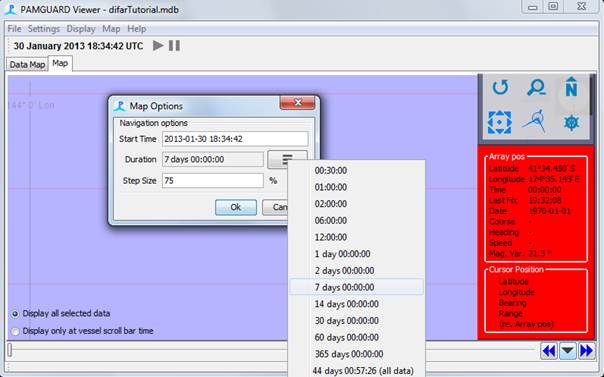 PAMGUARD Viewer - difarTutorial.mdb
File Settings Display Map Help
30 January 2013 18:34:42 UTC
Data Map Map
144° 0' Lon
Map Options
Navigation options
Start Time 2013-01-30 18:34:42
Duration 7 days 00:00:00
Step Size 75 %
Ok Can
00:30:00
01:00:00
02:00:00
06:00:00
12:00:00
1 day 00:00:00
2 days 00:00:00
7 days 00:00:00
14 days 00:00:00
30 days 00:00:00
60 days 00:00:00
365 days 00:00:00
44 days 00:57:26 (all data)
Display all selected data
Display only at vessel scroll bar time
N
Array pos
Latitude 41°34.490' S
Longitude 174°35.143' E
Time 00:00:00
Last Fix 19:32:08
Date 1970-01-01
Course -
Heading -
Speed -
Mag. Var. 21.3°
Cursor Position
Latitude
Longitude
Bearing
Range
(re. Array pos)